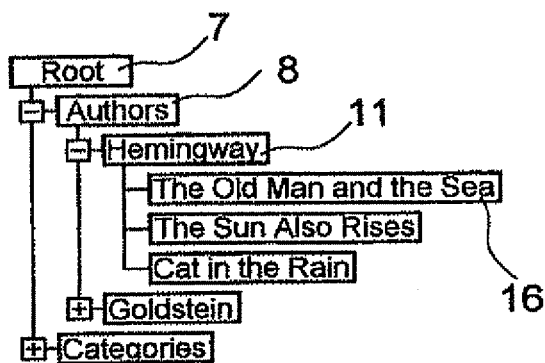 7
Root
8
Authors
11
Hemingway
The Old Man and the Sea
The Sun Also Rises
Cat in the Rain
16
Goldstein
Categories